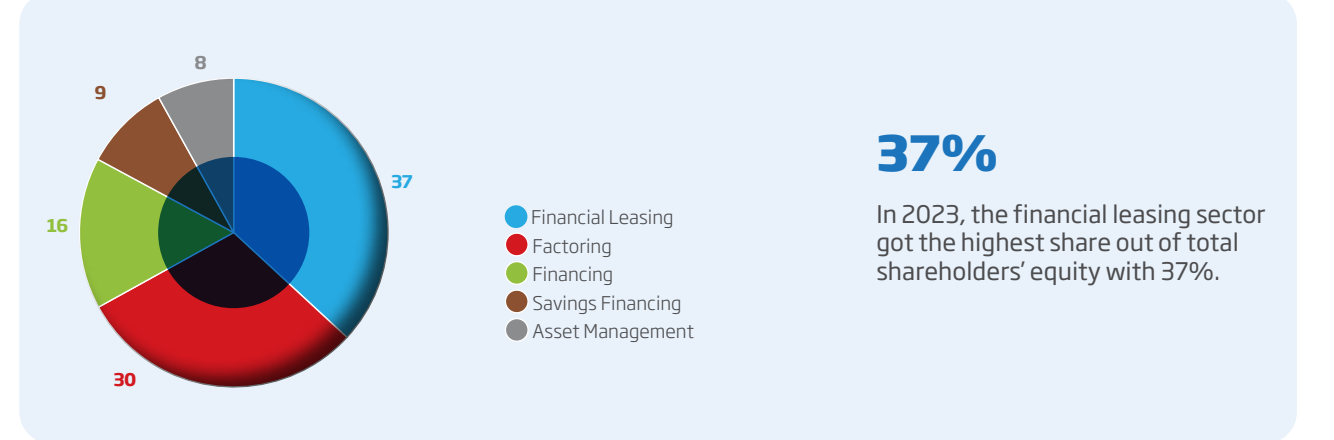 8
9
37
16
30
Financial Leasing
Factoring
Financing
Savings Financing
Asset Management
37%
In 2023, the financial leasing sector
got the highest share out of total
shareholders’ equity with 37%.